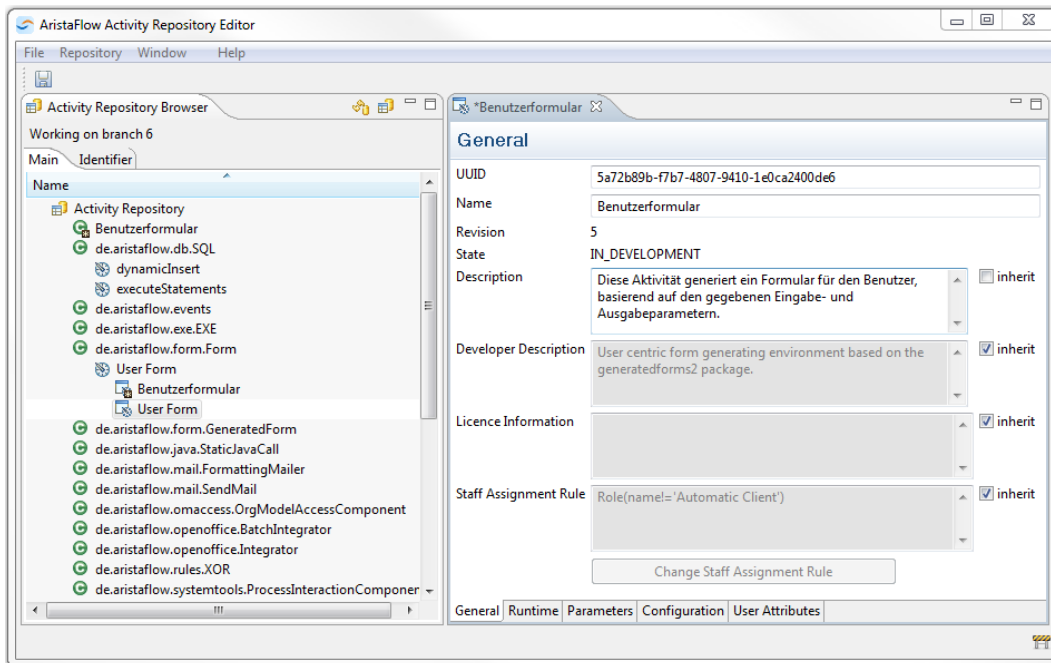 AristaFlow Activity Repository Editor
File Repository Window Help
Activity Repository Browser
Working on branch 6
Main Identifier
Name
Activity Repository
Benutzerformular
de.aristaflow.db.SQL
dynamicInsert
executeStatements
de.aristaflow.events
de.aristaflow.exe.EXE
de.aristaflow.form.Form
User Form
Benutzerformular
User Form
de.aristaflow.form.GeneratedForm
de.aristaflow.java.StaticJavaCall
de.aristaflow.mail.FormattingMailer
de.aristaflow.mail.SendMail
de.aristaflow.omaccess.OrgModelAccessComponent
de.aristaflow.openoffice.BatchIntegrator
de.aristaflow.openoffice.Integrator
de.aristaflow.rules.XOR
de.aristaflow.systemtools.ProcessInteractionComponer
*Benutzerformular
General
UUID 5a72b89b-f7b7-4807-9410-1e0ca2400de6
Name Benutzerformular
Revision 5
State IN_DEVELOPMENT
Description Diese Aktivität generiert ein Formular für den Benutzer, inherit
basierend auf den gegebenen Eingabe- und
Ausgabeparametern.
Developer Description User centric form generating environment based on the inherit
generatedforms2 package.
Licence Information inherit
Staff Assignment Rule Role(name!='Automatic Client') inherit
Change Staff Assignment Rule
General Runtime Parameters Configuration User Attributes